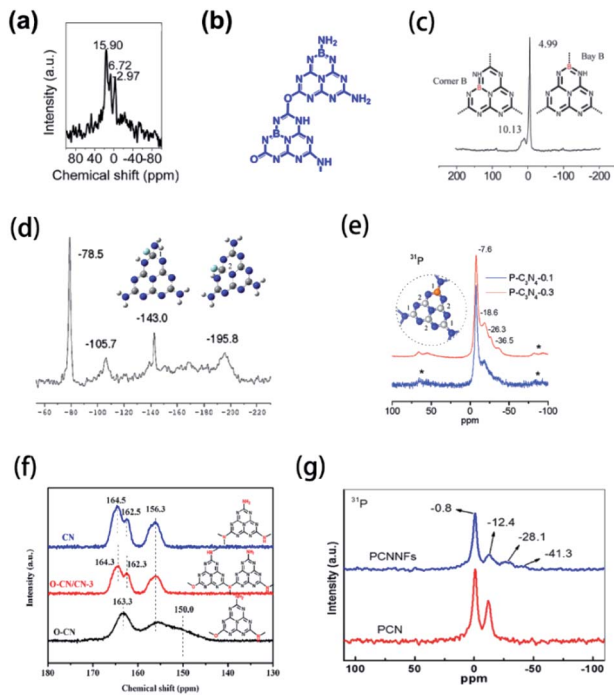 (a)
15.90
6.72
2.97
Intensity (a.u.)
80 40 0 -40-80
Chemical shift (ppm)
(b)
NH₂
B
N
O
NH₂
NH
(c)
4.99
Corner B
Bay B
NH
B
N
10.13
200 100 0 -100 -200
(d)
-78.5
-105.7
-143.0
-195.8
1
2
-60 -80 -100 -120 -140 -160 -180 -200 -220
(e)
³¹P
-7.6
P-C₃N₄-0.1
P-C₃N₄-0.3
-18.6
-26.3
-36.5
1
2
*
*
*
100 50 0 -50 -100
ppm
(f)
164.5
162.5
156.3
CN
164.3
162.3
O-CN/CN-3
163.3
150.0
O-CN
Intensity (a.u.)
180 170 160 150 140 130
Chemical shift (ppm)
(g)
³¹P
-0.8
-12.4
-28.1
-41.3
PCNNFs
PCN
Intensity (a.u.)
100 50 0 -50 -100
ppm